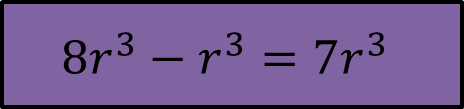 8r³ − r³ = 7r³